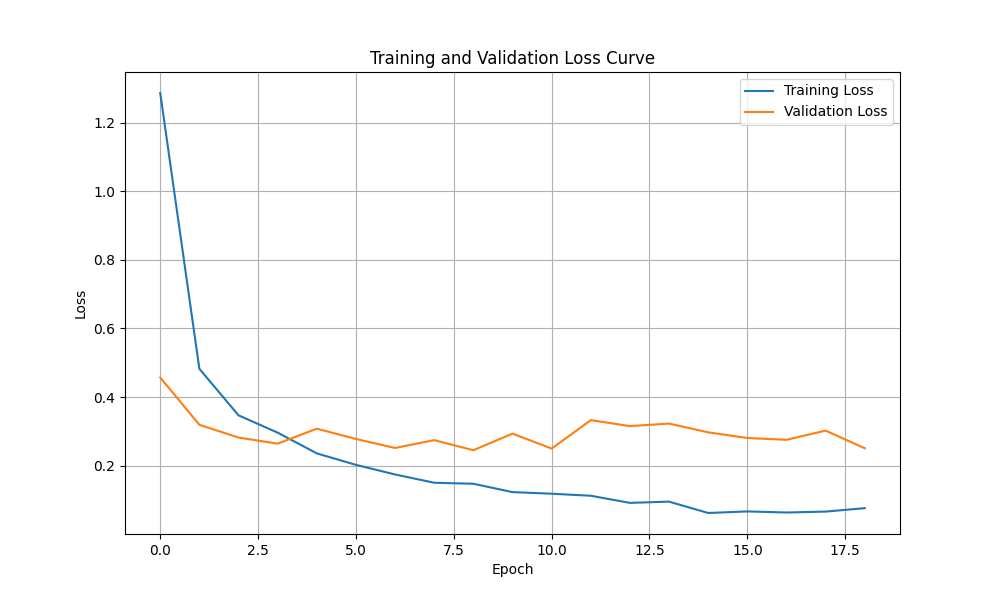 Training and Validation Loss Curve
Training Loss
Validation Loss
1.2
1.0
0.8
0.6
0.4
0.2
Loss
0.0 2.5 5.0 7.5 10.0 12.5 15.0 17.5
Epoch